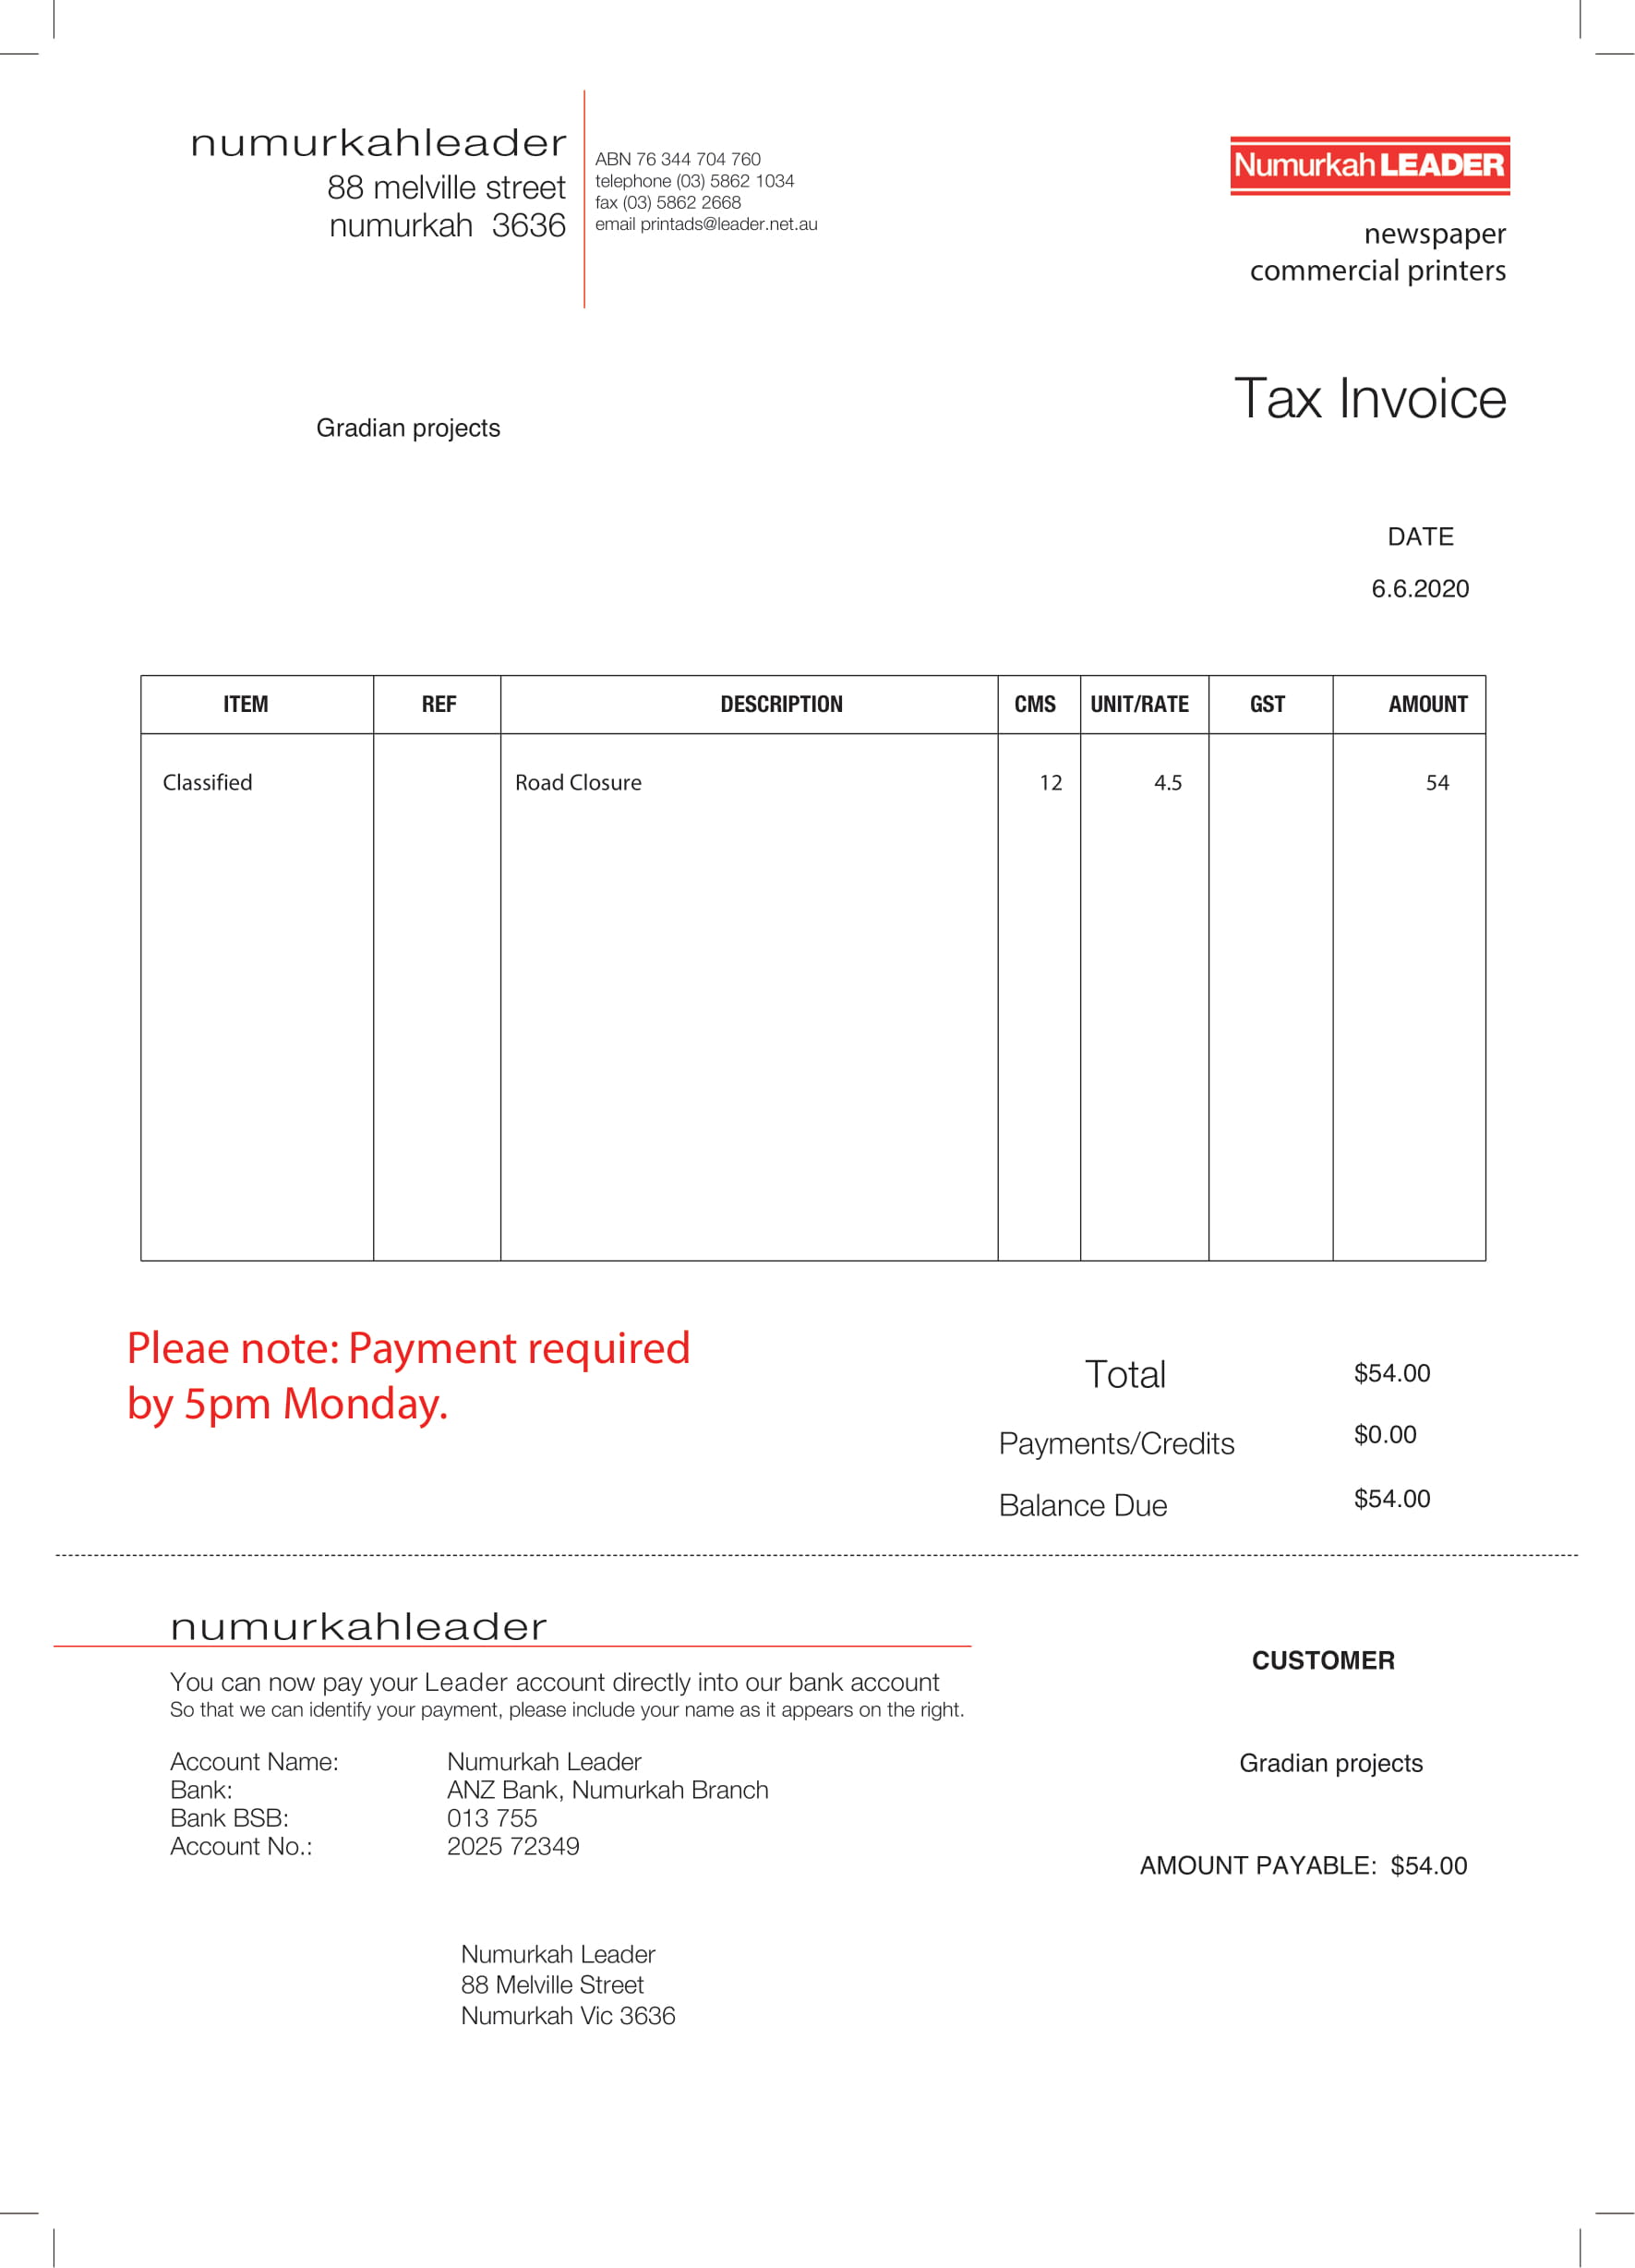 numurkahleader
88 melville street
numurkah 3636
ABN 76 344 704 760
telephone (03) 5862 1034
fax (03) 5862 2668
email printads@leader.net.au
Numurkah LEADER
newspaper
commercial printers
Tax Invoice
Gradian projects
DATE
6.6.2020
ITEM REF DESCRIPTION CMS UNIT/RATE GST AMOUNT
Classified Road Closure 12 4.5 54
Pleae note: Payment required
by 5pm Monday.
Total $54.00
Payments/Credits $0.00
Balance Due $54.00
numurkahleader
You can now pay your Leader account directly into our bank account
So that we can identify your payment, please include your name as it appears on the right.
Account Name: Numurkah Leader
Bank: ANZ Bank, Numurkah Branch
Bank BSB: 013 755
Account No.: 2025 72349
Numurkah Leader
88 Melville Street
Numurkah Vic 3636
CUSTOMER
Gradian projects
AMOUNT PAYABLE: $54.00